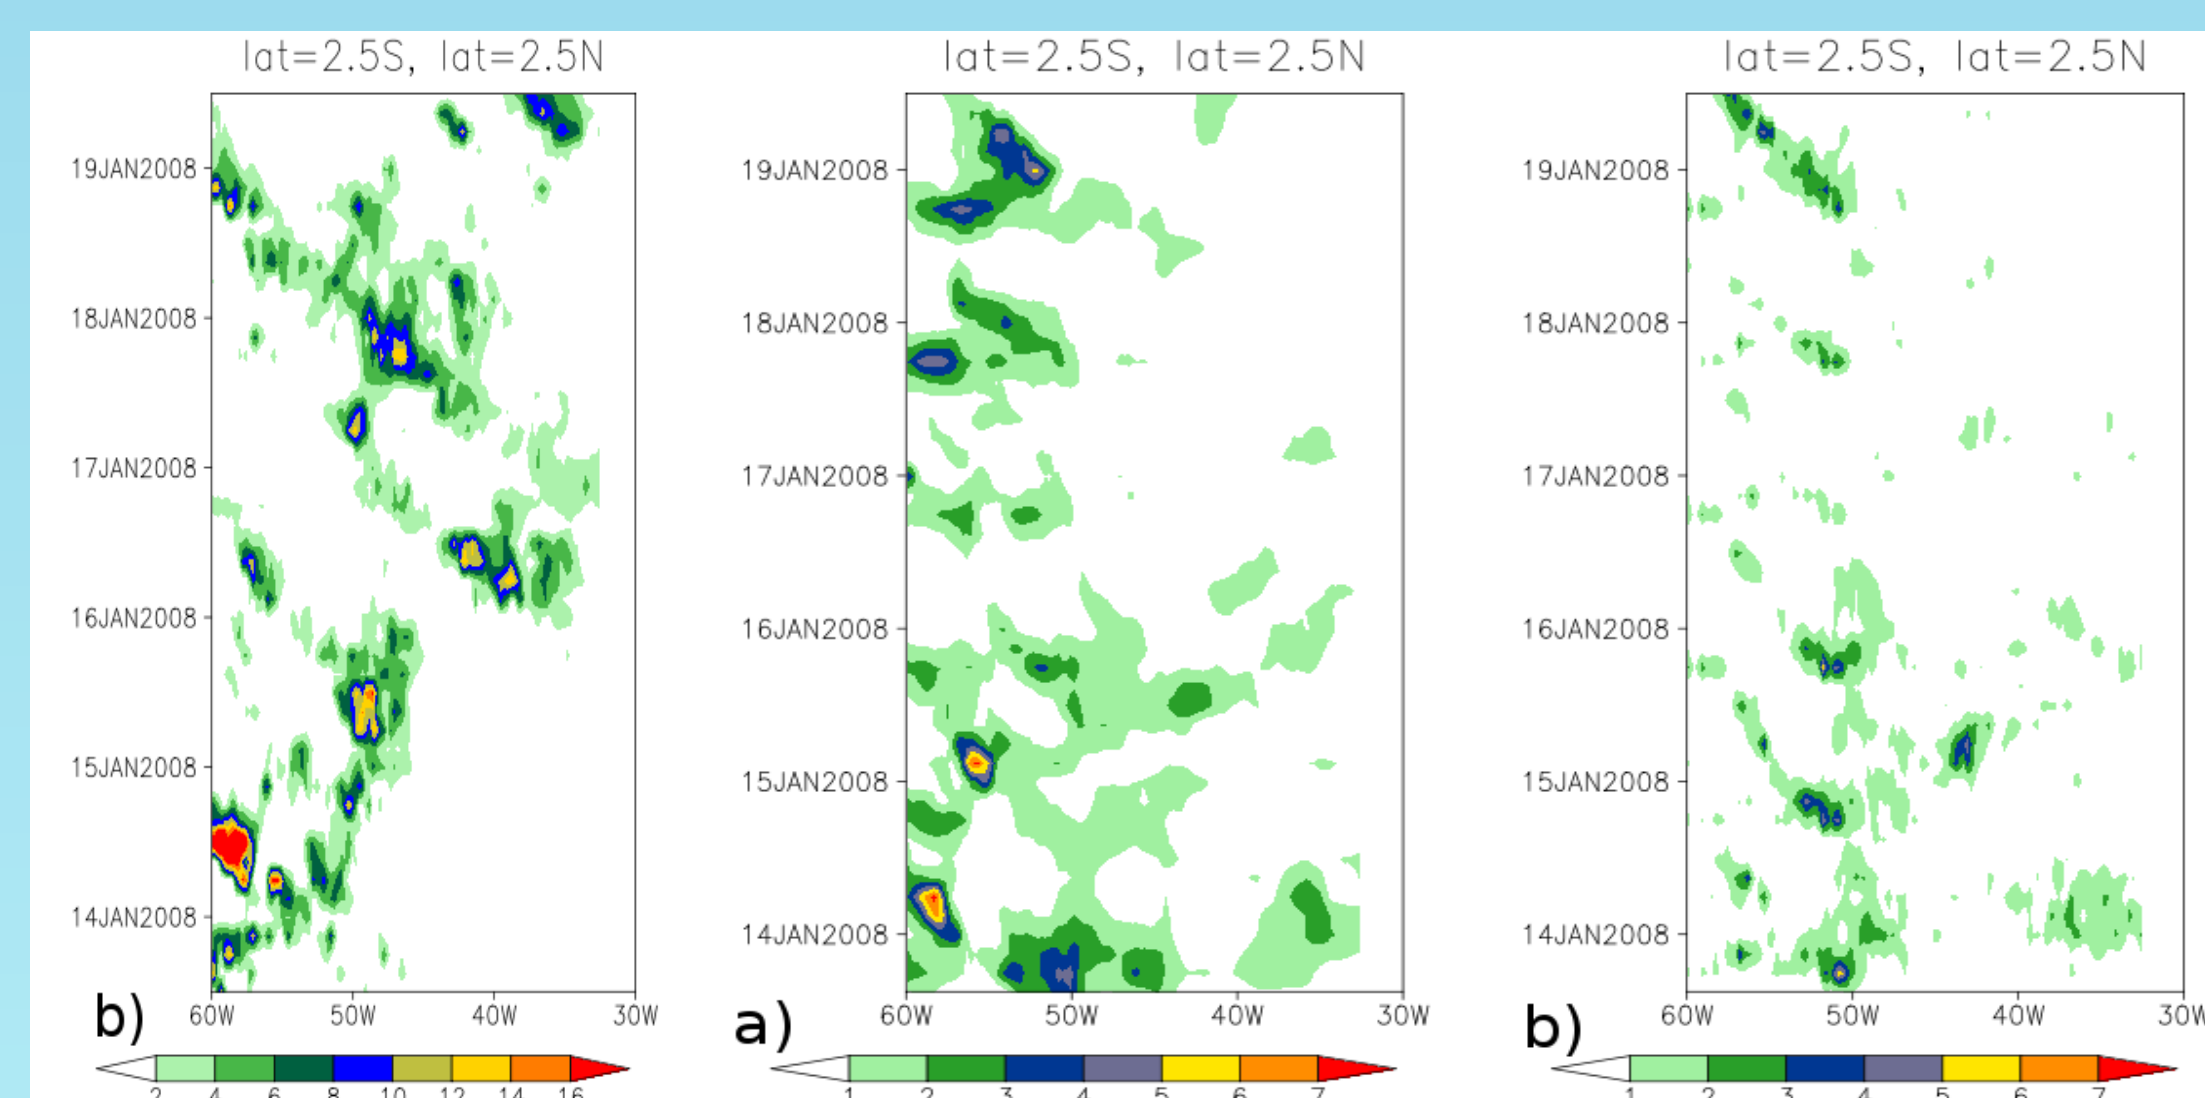 lat=2.5S, lat=2.5N
19JAN2008
18JAN2008
17JAN2008
16JAN2008
15JAN2008
14JAN2008
60W 50W 40W 30W
b)
2 4 6 8 10 12 14 16
lat=2.5S, lat=2.5N
19JAN2008
18JAN2008
17JAN2008
16JAN2008
15JAN2008
14JAN2008
60W 50W 40W 30W
a)
1 2 3 4 5 6 7
lat=2.5S, lat=2.5N
19JAN2008
18JAN2008
17JAN2008
16JAN2008
15JAN2008
14JAN2008
60W 50W 40W 30W
b)
1 2 3 4 5 6 7